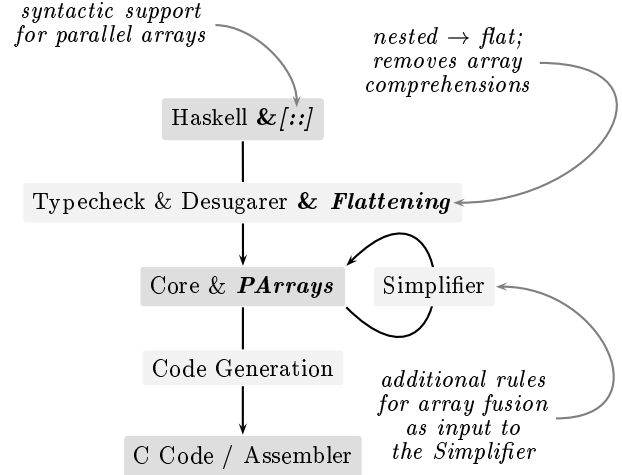 syntactic support
for parallel arrays
nested → flat;
removes array
comprehensions
Haskell &[::]
Typecheck & Desugarer & Flattening
Core & PArrays
Simplifier
Code Generation
additional rules
for array fusion
as input to
the Simplifier
C Code / Assembler